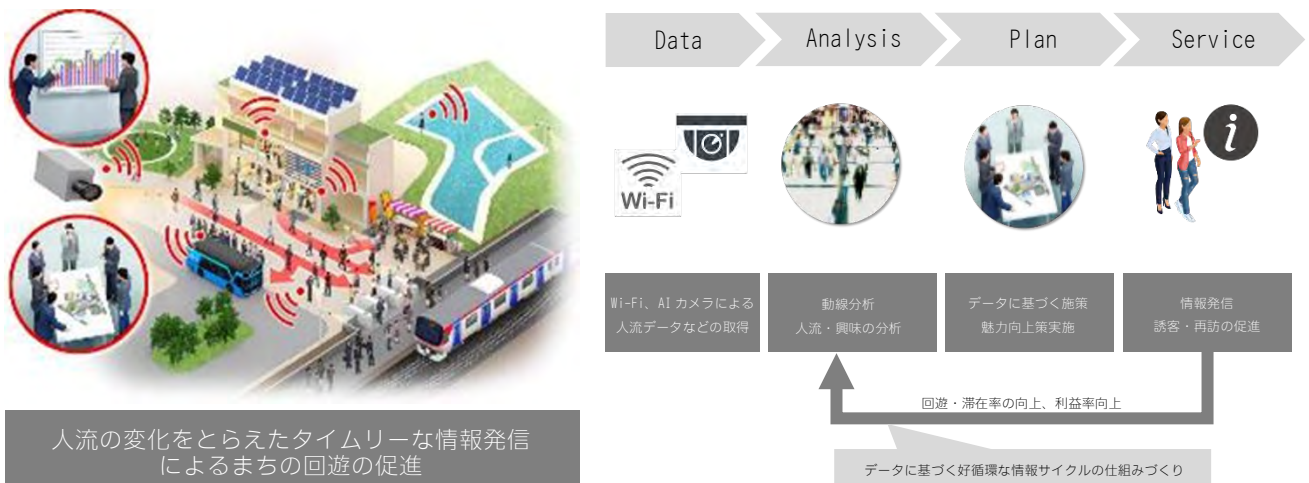 人流の変化をとらえたタイムリーな情報発信
によるまちの回遊の促進
Data
Analysis
Plan
Service
Wi-Fi
i
Wi-Fi、AIカメラによる
人流データなどの取得
動線分析
人流・興味の分析
データに基づく施策
魅力向上策実施
情報発信
誘客・再訪の促進
回遊・滞在率の向上、利益率向上
データに基づく好循環な情報サイクルの仕組みづくり